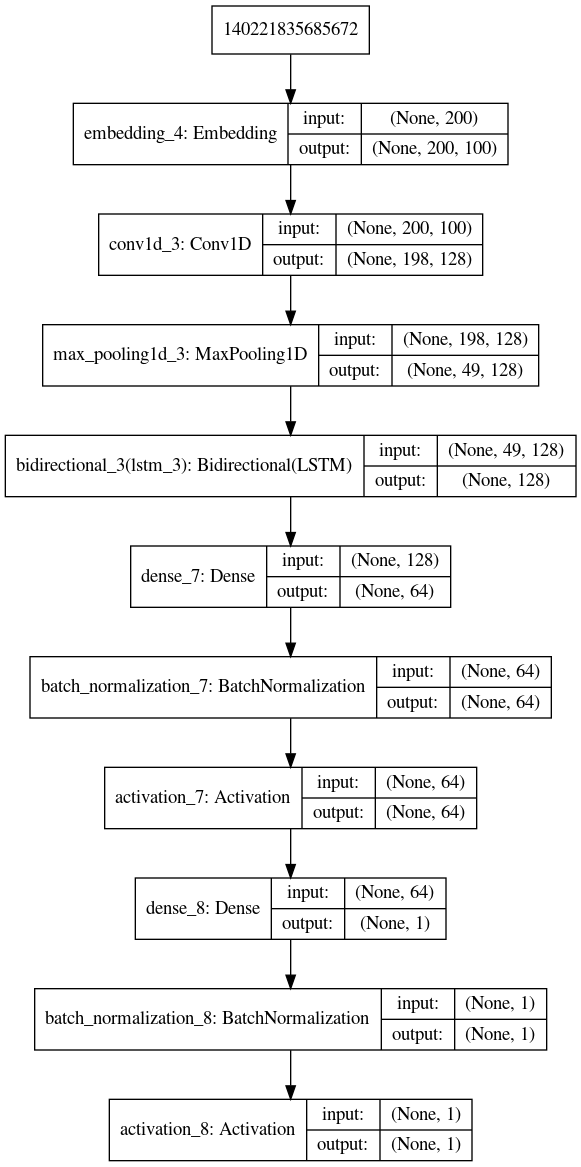 140221835685672
embedding_4: Embedding
input:
(None, 200)
output:
(None, 200, 100)
conv1d_3: Conv1D
input:
(None, 200, 100)
output:
(None, 198, 128)
max_pooling1d_3: MaxPooling1D
input:
(None, 198, 128)
output:
(None, 49, 128)
bidirectional_3(lstm_3): Bidirectional(LSTM)
input:
(None, 49, 128)
output:
(None, 128)
dense_7: Dense
input:
(None, 128)
output:
(None, 64)
batch_normalization_7: BatchNormalization
input:
(None, 64)
output:
(None, 64)
activation_7: Activation
input:
(None, 64)
output:
(None, 64)
dense_8: Dense
input:
(None, 64)
output:
(None, 1)
batch_normalization_8: BatchNormalization
input:
(None, 1)
output:
(None, 1)
activation_8: Activation
input:
(None, 1)
output:
(None, 1)